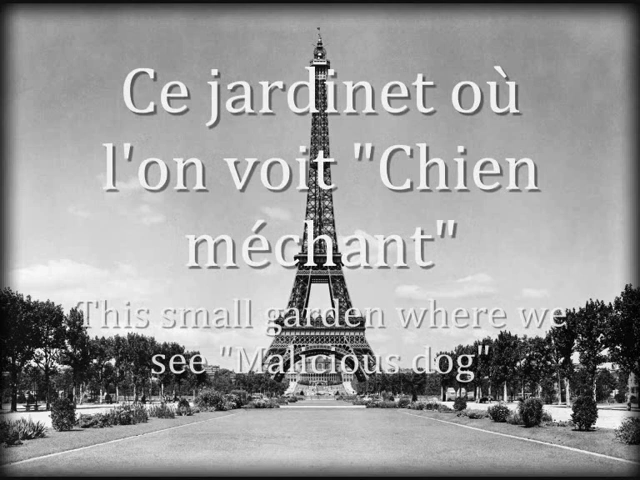 Ce jardinet où
l'on voit "Chien
méchant"
This small garden where we
see "Malicious dog"